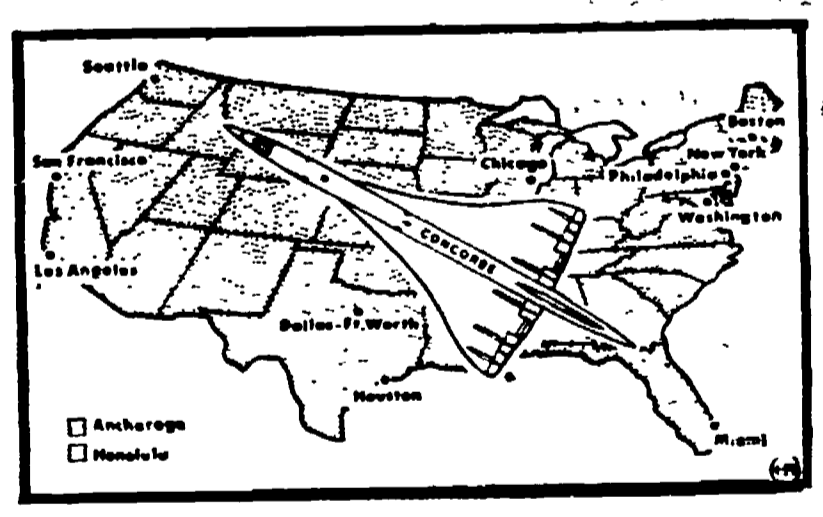 Seattle
Boston
San Francisco
New York
Chicago
Philadelphia
Washington
CONCORDE
Los Angeles
Dallas-Ft. Worth
Houston
Anchorage
Honolulu
Miami